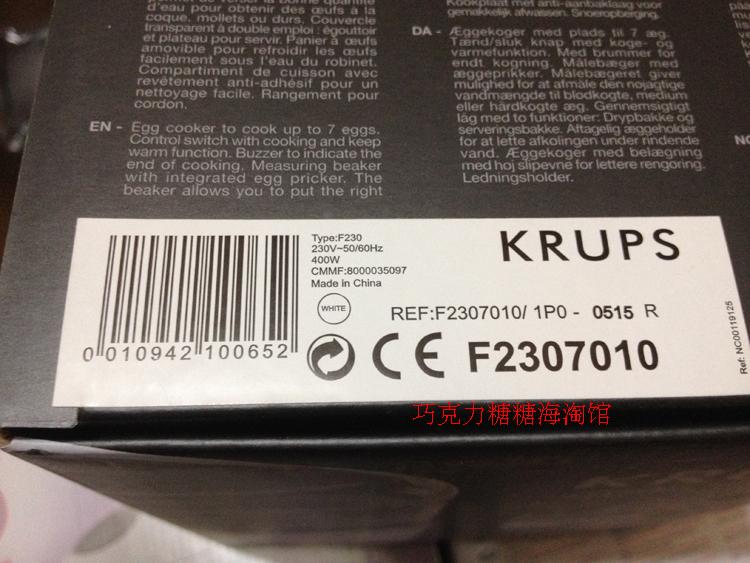 permet de verser la bonne quantité
d'eau pour obtenir des œufs à la
coque, mollets ou durs. Couvercle
transparent à double emploi : égouttoir
et plateau pour servir. Panier à œufs
amovible pour refroidir les œufs
facilement sous l'eau du robinet.
Compartiment de cuisson avec
revêtement anti-adhésif pour un
nettoyage facile. Rangement pour
cordon.
EN - Egg cooker to cook up to 7 eggs.
Control switch with cooking and keep
warm function. Buzzer to indicate the
end of cooking. Measuring beaker
with integrated egg pricker. The
beaker allows you to put the right
Kookplaat met anti-aanbaklaag voor
gemakkelijk afwassen. Snoeropberging.
DA - Æggekoger med plads til 7 æg.
Tænd/sluk knap med koge- og
varmefunktion. Med brummer for
endt kogning. Målebæger med
æggeprikker. Målebægeret giver
mulighed for at afmåle den nøjagtige
vandmængde til blødkogte, medium
eller hårdkogte æg. Gennemsigtigt
låg med to funktioner: Drypbakke og
serveringsbakke. Aftagelig æggeholder
for at lette afkølingen under rindende
vand. Æggekoger med belægning
med høj slipevne for lettere rengøring.
Ledningsholder.
NO
Type:F230
230V~50/60Hz
400W
CMMF:8000035097
Made in China
WHITE
KRUPS
REF:F2307010/ 1P0 - 0515 R
0 010942 100652
CE F2307010
Ref: NC00119125
巧克力糖糖海淘馆